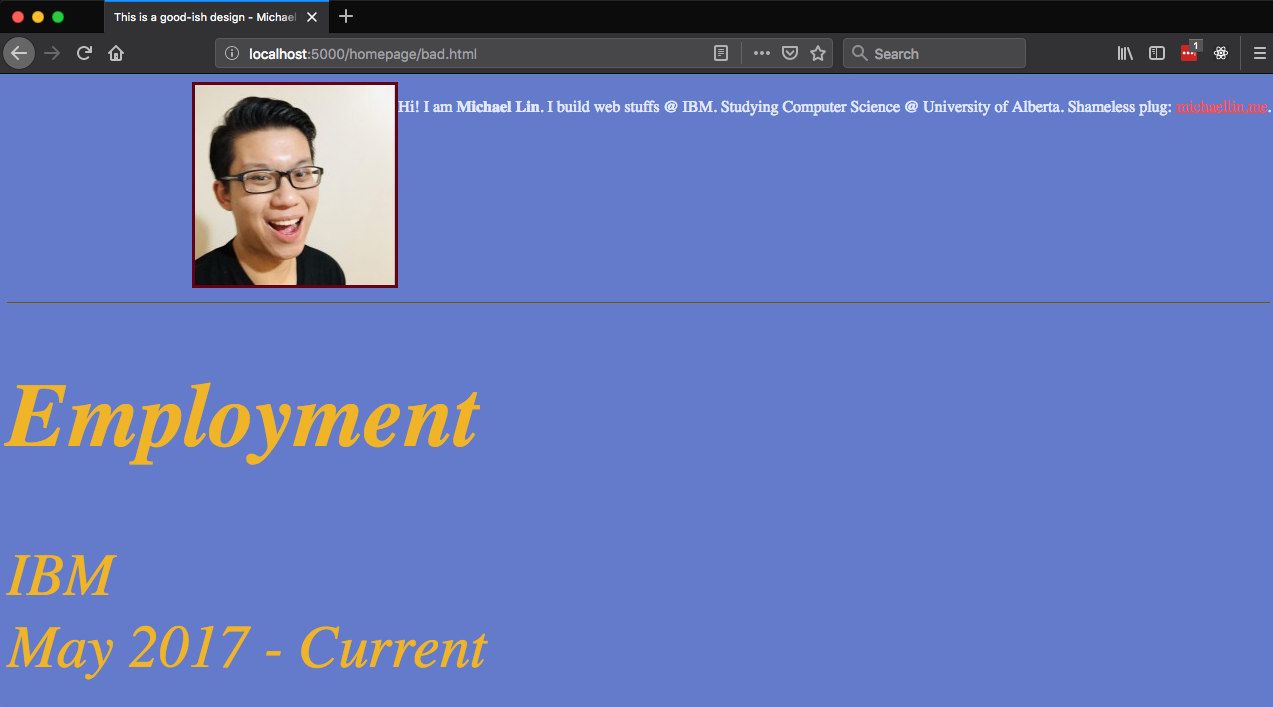 This is a good-ish design - Michael
localhost:5000/homepage/bad.html
Search
1
Hi! I am Michael Lin. I build web stuffs @ IBM. Studying Computer Science @ University of Alberta. Shameless plug: michaellin.me.
Employment
IBM
May 2017 - Current